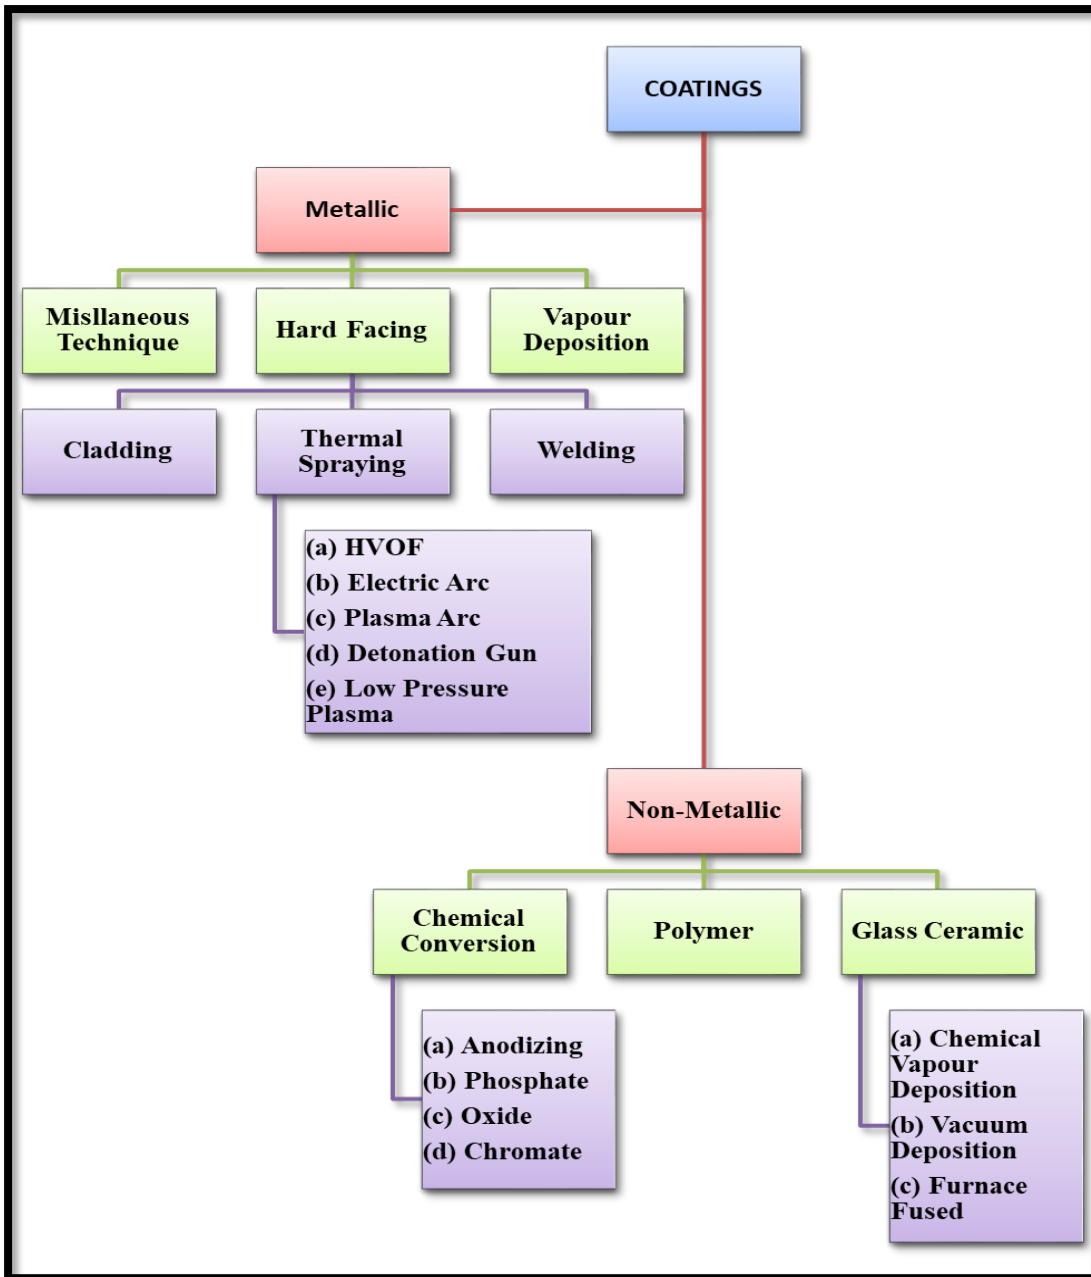 COATINGS
Metallic
Misllaneous
Technique
Hard Facing
Vapour
Deposition
Cladding
Thermal
Spraying
Welding
(a) HVOF
(b) Electric Arc
(c) Plasma Arc
(d) Detonation Gun
(e) Low Pressure
Plasma
Non-Metallic
Chemical
Conversion
Polymer
Glass Ceramic
(a) Anodizing
(b) Phosphate
(c) Oxide
(d) Chromate
(a) Chemical
Vapour
Deposition
(b) Vacuum
Deposition
(c) Furnace
Fused